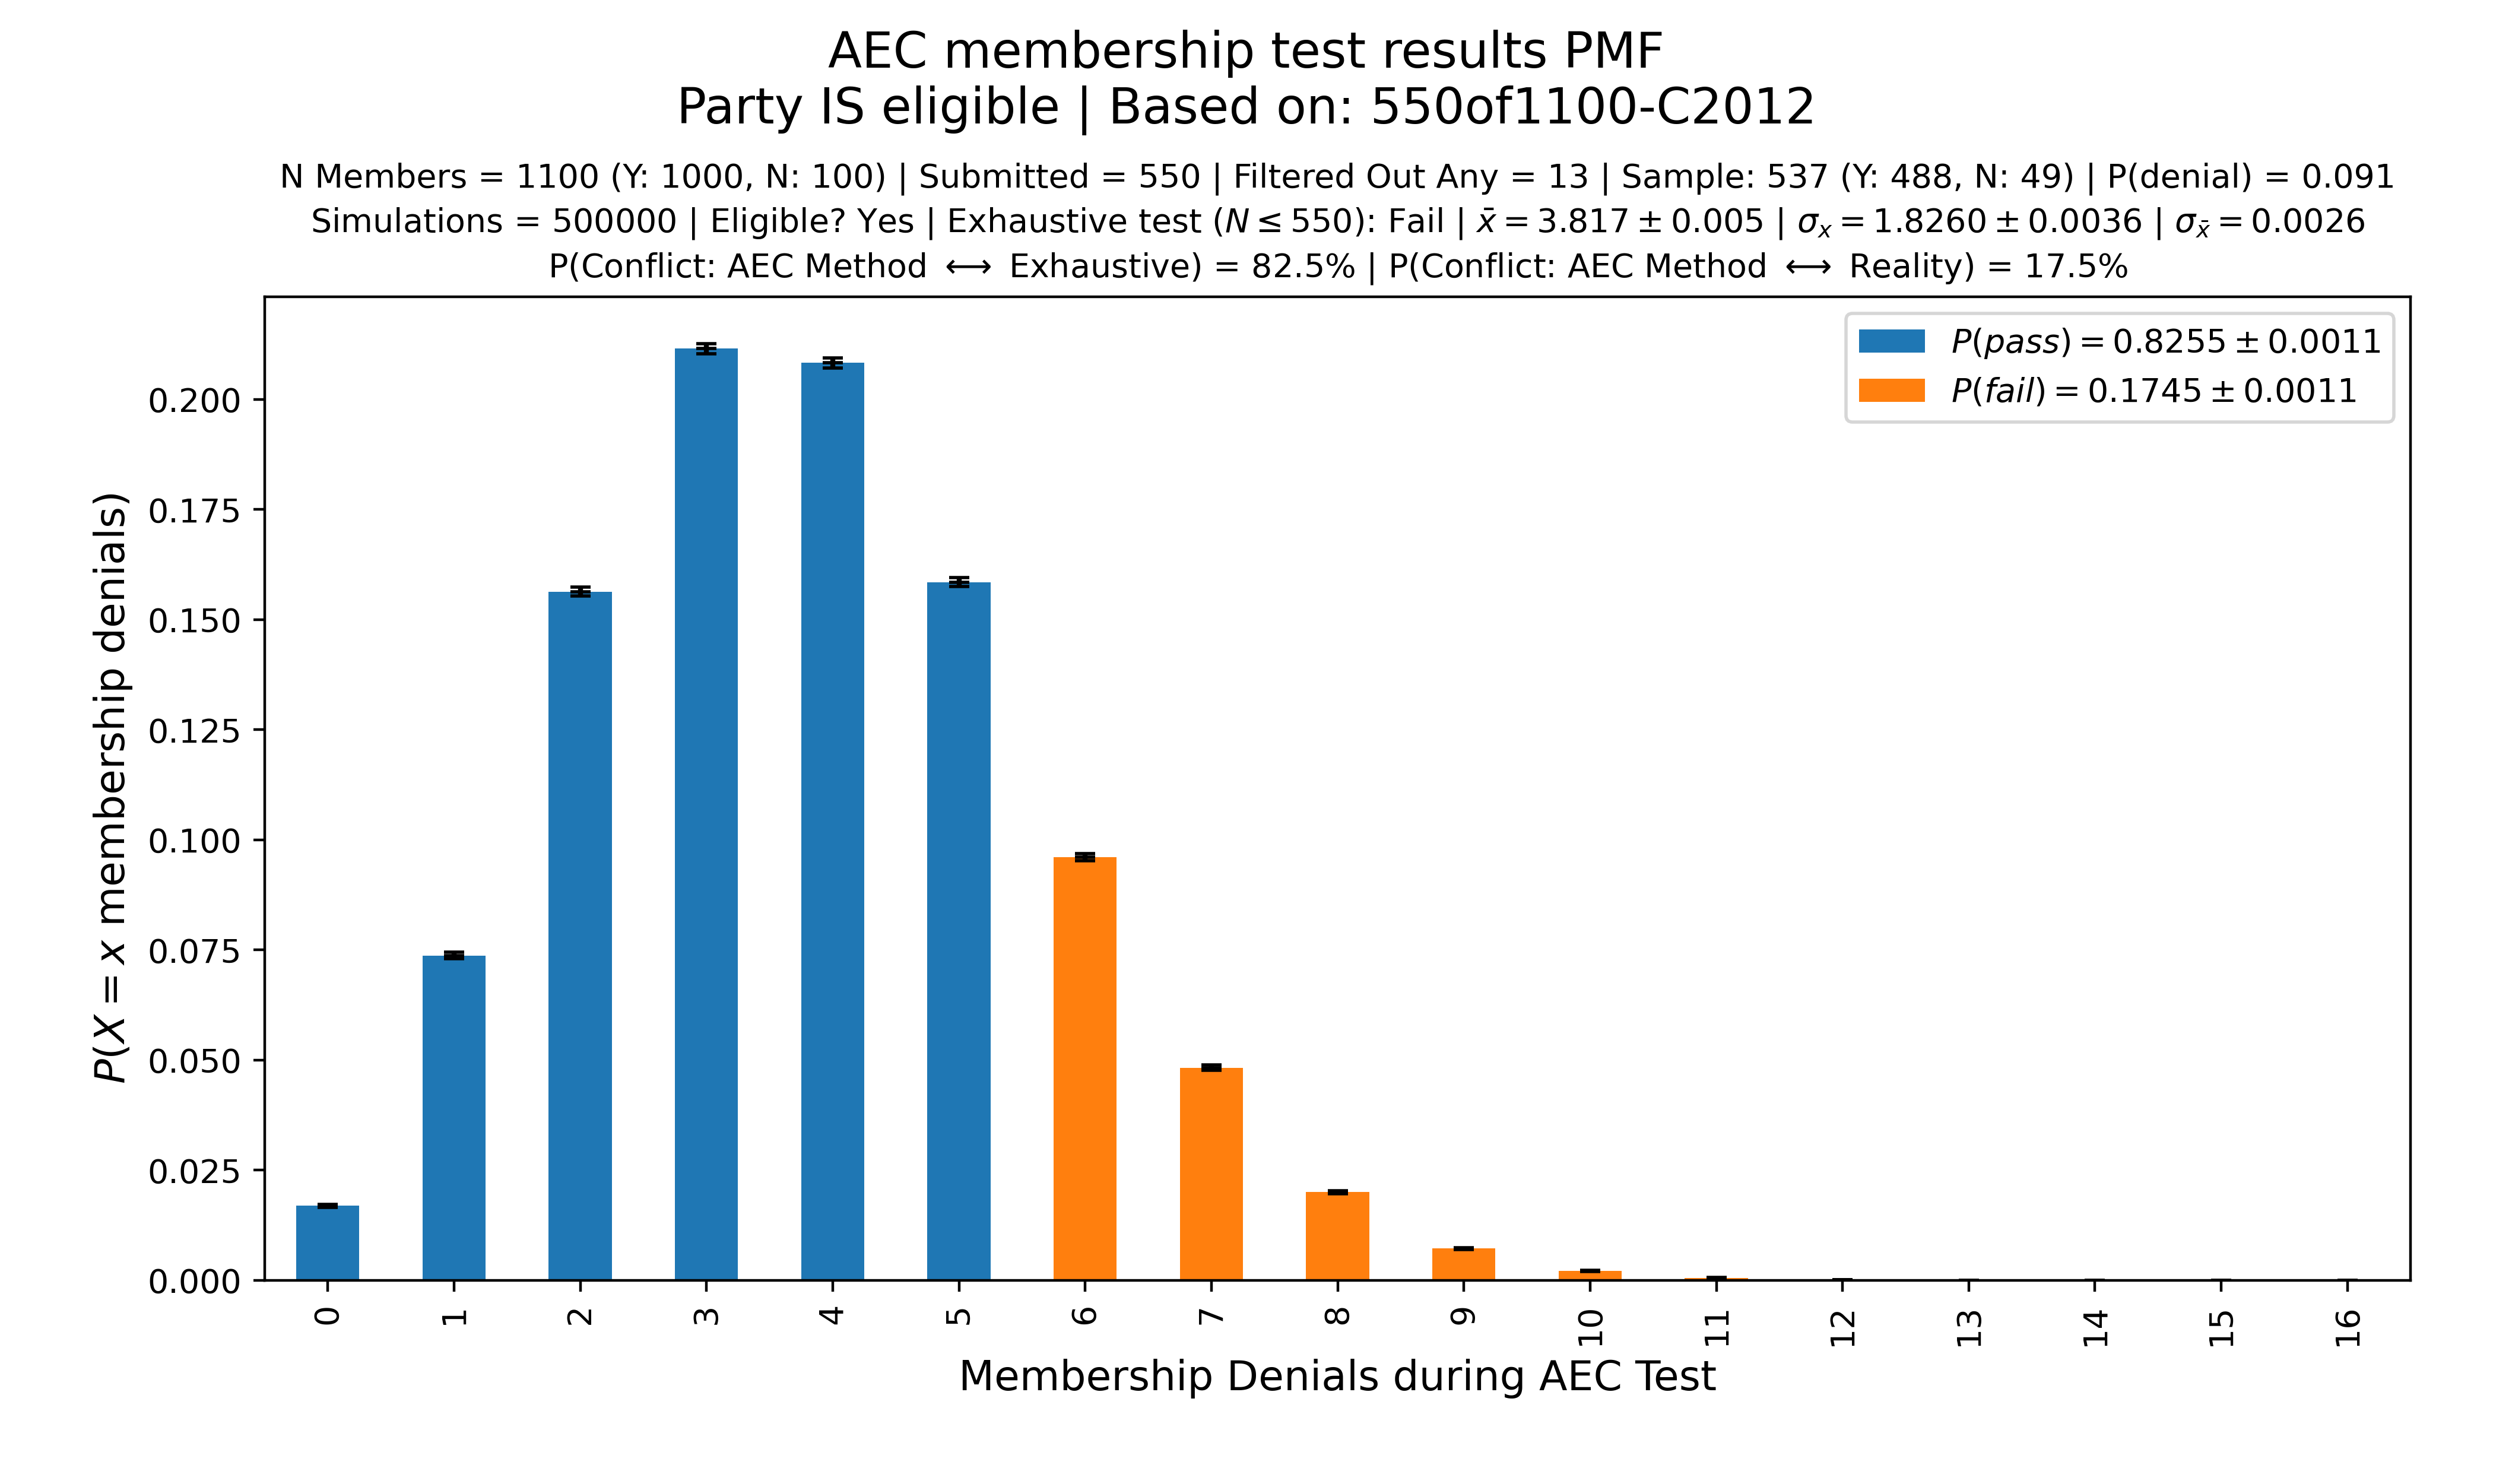 AEC membership test results PMF
Party IS eligible | Based on: 550of1100-C2012
N Members = 1100 (Y: 1000, N: 100) | Submitted = 550 | Filtered Out Any = 13 | Sample: 537 (Y: 488, N: 49) | P(denial) = 0.091
Simulations = 500000 | Eligible? Yes | Exhaustive test (N ≤ 550): Fail | x̄ = 3.817 ± 0.005 | σₓ = 1.8260 ± 0.0036 | σ_x̄ = 0.0026
P(Conflict: AEC Method ⟷ Exhaustive) = 82.5% | P(Conflict: AEC Method ⟷ Reality) = 17.5%
P(pass) = 0.8255 ± 0.0011
P(fail) = 0.1745 ± 0.0011
P(X = x membership denials)
0.200
0.175
0.150
0.125
0.100
0.075
0.050
0.025
0.000
0 1 2 3 4 5 6 7 8 9 10 11 12 13 14 15 16
Membership Denials during AEC Test